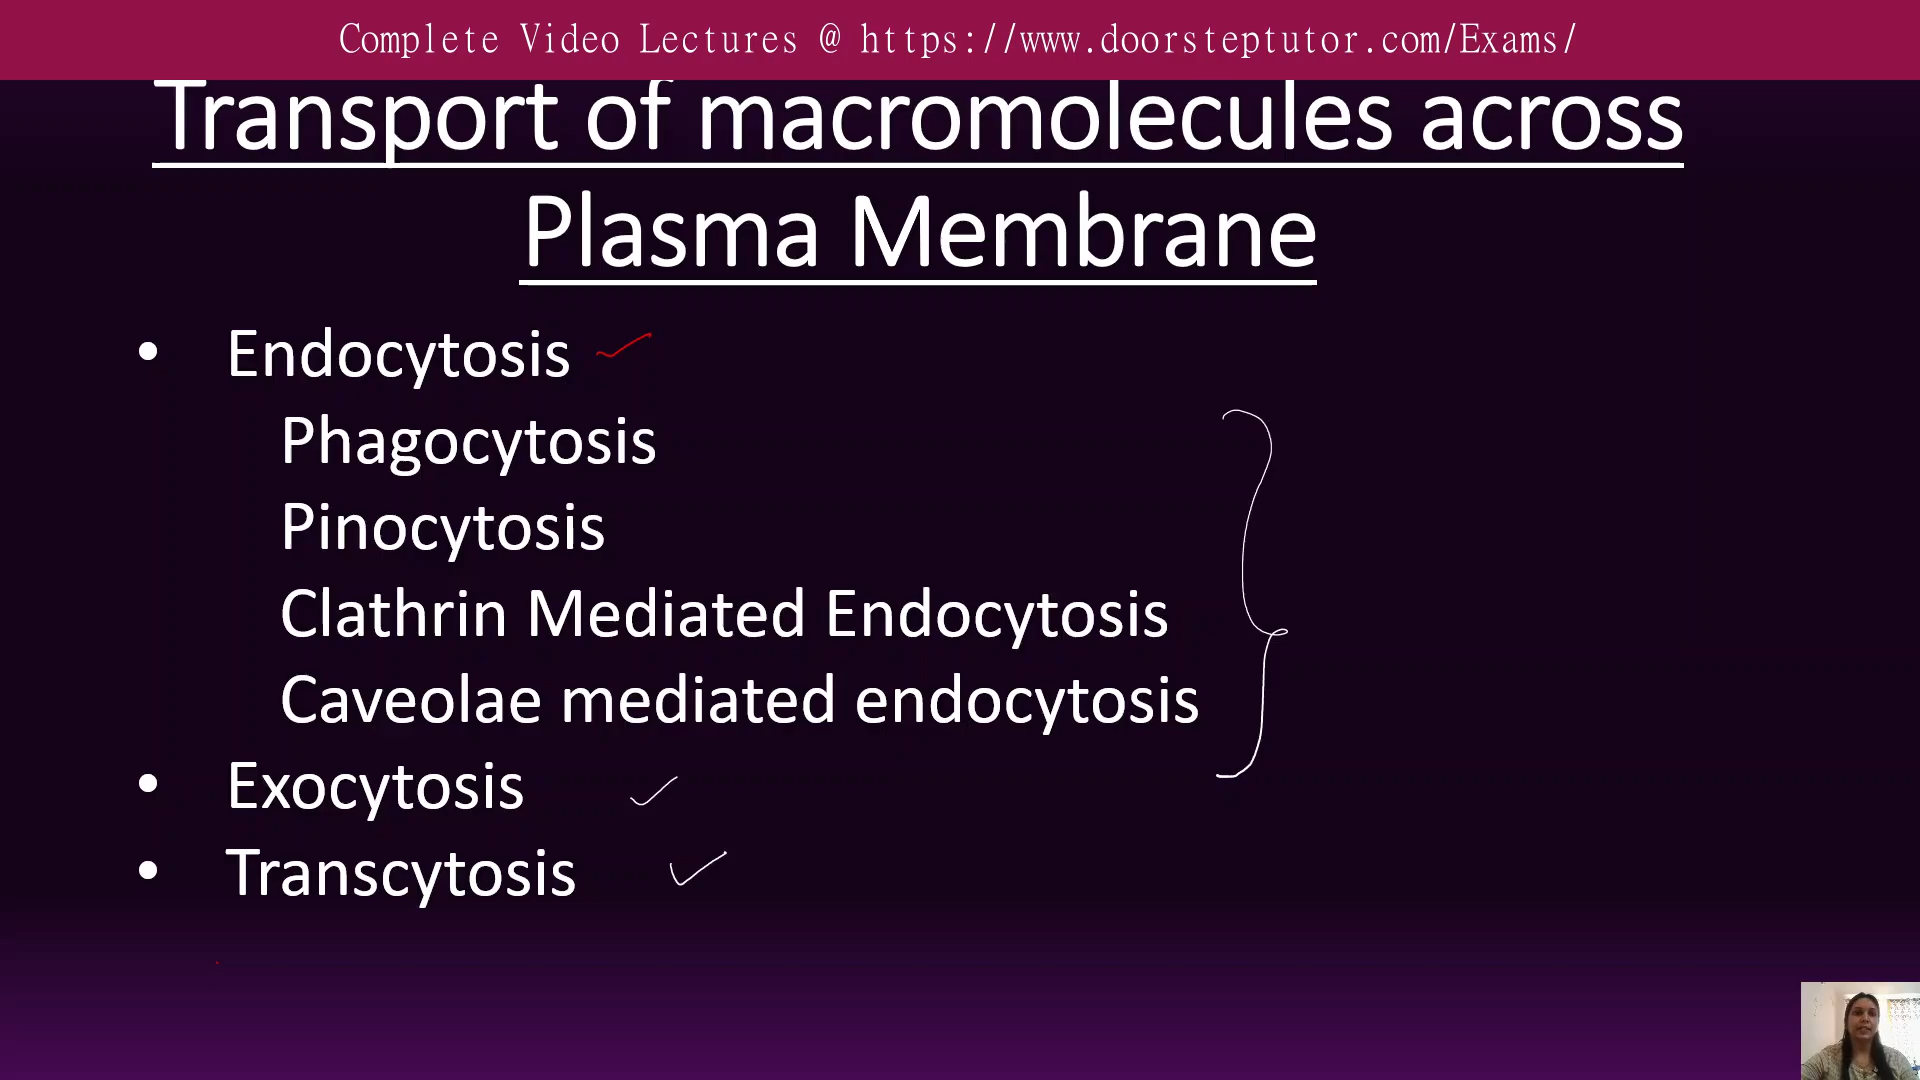 Complete Video Lectures @ https://www.doorsteptutor.com/Exams/
Transport of macromolecules across
Plasma Membrane
• Endocytosis
Phagocytosis
Pinocytosis
Clathrin Mediated Endocytosis
Caveolae mediated endocytosis
• Exocytosis
• Transcytosis